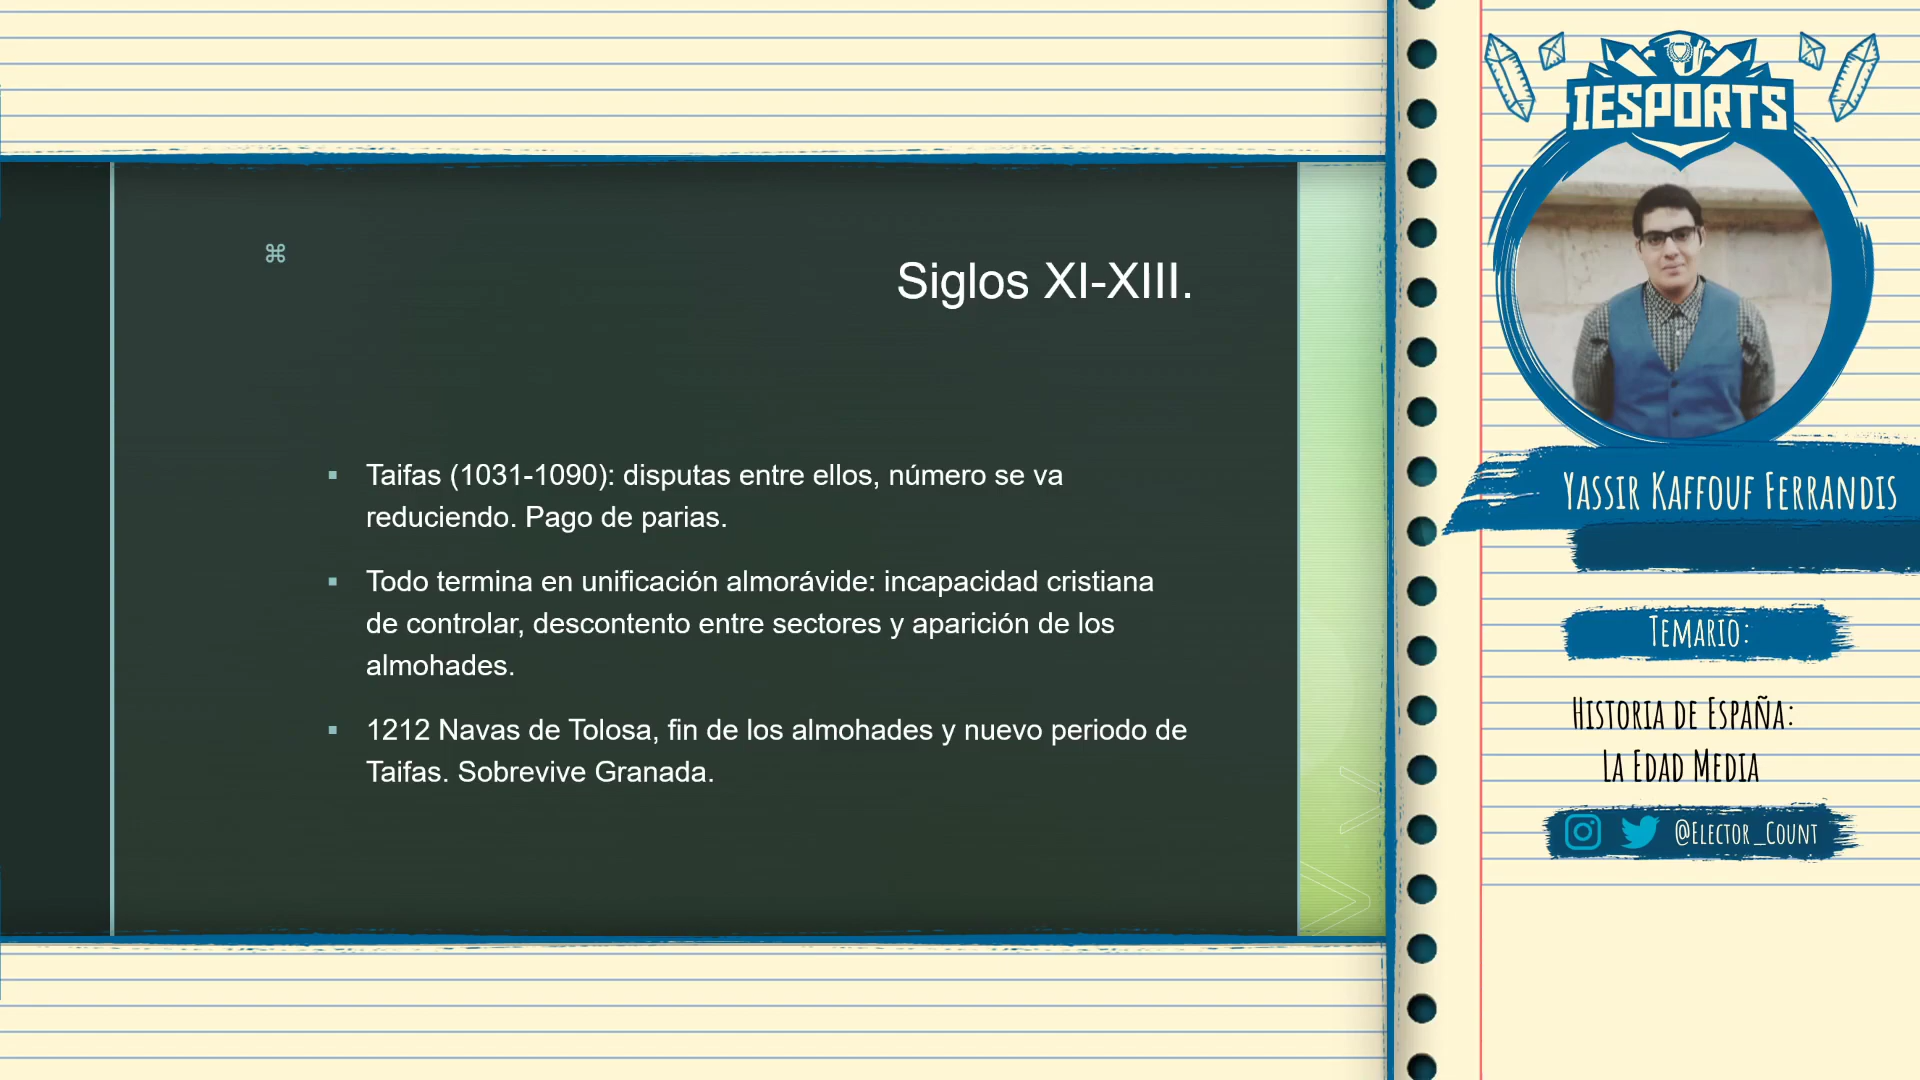 Siglos XI-XIII.
▪ Taifas (1031-1090): disputas entre ellos, número se va
reduciendo. Pago de parias.
▪ Todo termina en unificación almorávide: incapacidad cristiana
de controlar, descontento entre sectores y aparición de los
almohades.
▪ 1212 Navas de Tolosa, fin de los almohades y nuevo periodo de
Taifas. Sobrevive Granada.
IESPORTS
YASSIR KAFFOUF FERRANDIS
TEMARIO:
HISTORIA DE ESPAÑA:
LA EDAD MEDIA
@ELECTOR_COUNT